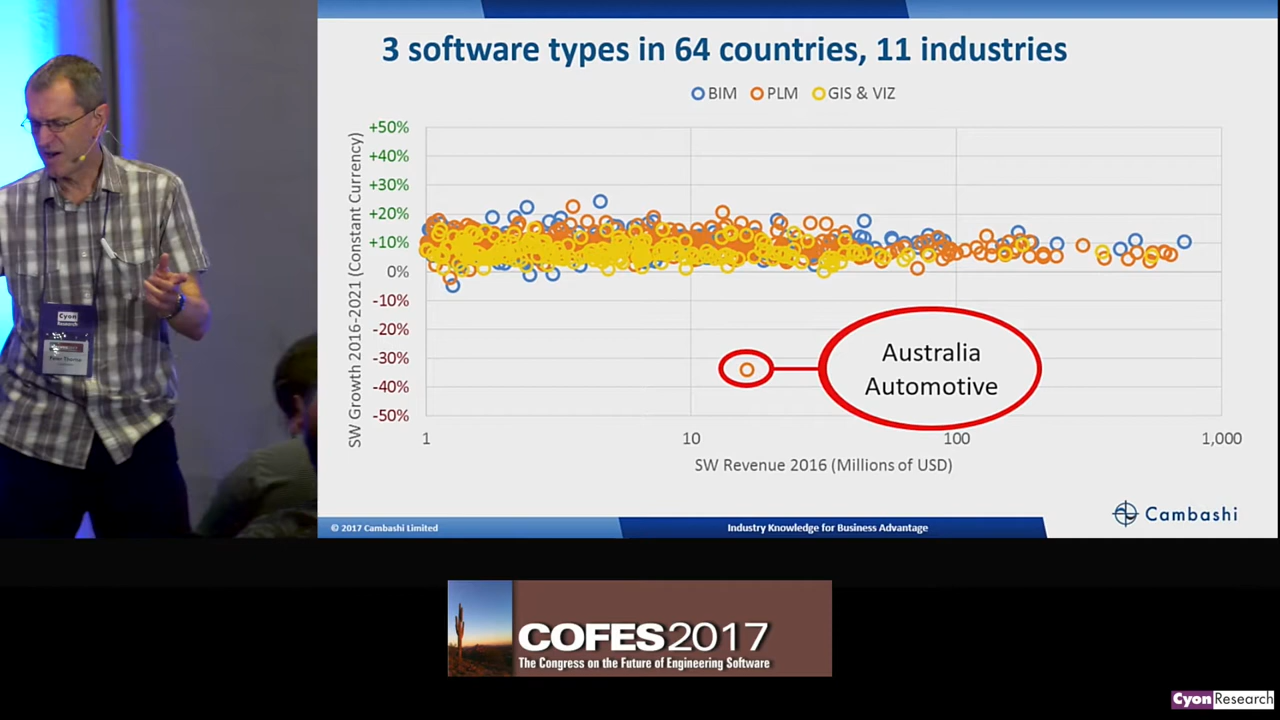 3 software types in 64 countries, 11 industries
BIM PLM GIS & VIZ
SW Growth 2016-2021 (Constant Currency)
+50%
+40%
+30%
+20%
+10%
0%
-10%
-20%
-30%
-40%
-50%
Australia
Automotive
1 10 100 1,000
SW Revenue 2016 (Millions of USD)
Cambashi
© 2017 Cambashi Limited
Industry Knowledge for Business Advantage
Cyon
Research
COFES2017
The Congress on the Future of Engineering Software
CyonResearch